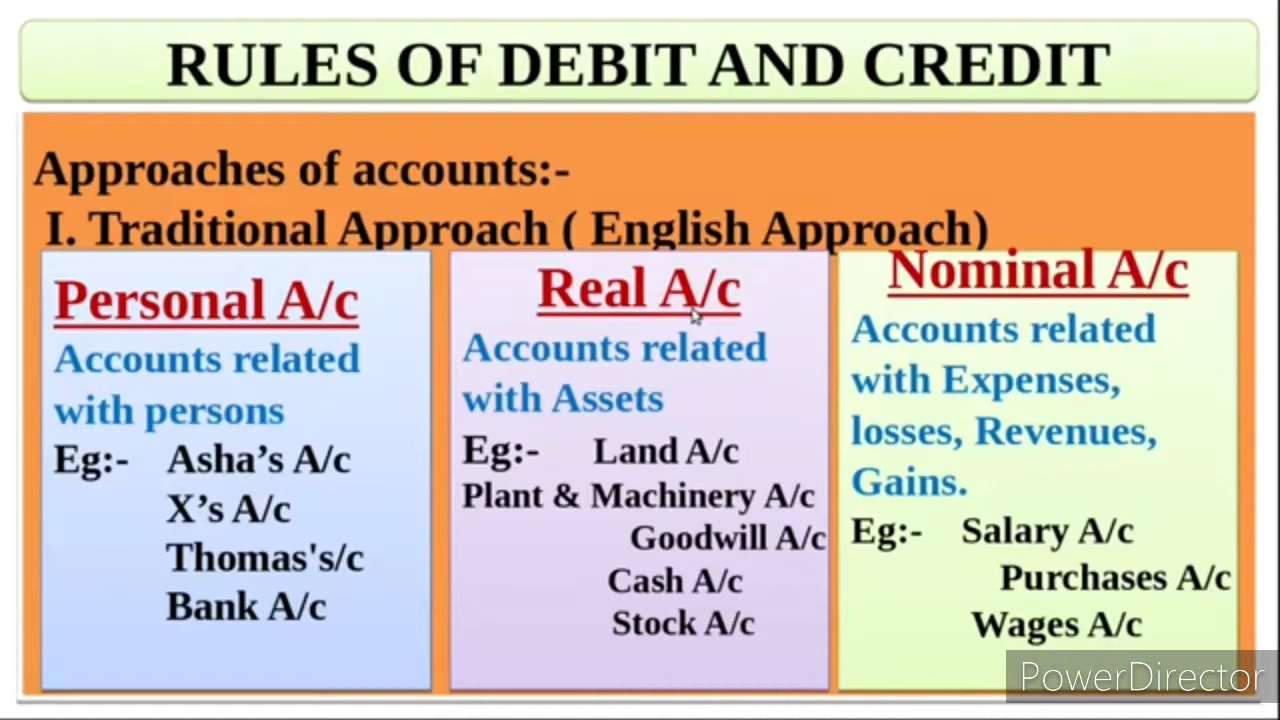 RULES OF DEBIT AND CREDIT
Approaches of accounts:-
I. Traditional Approach ( English Approach)
Personal A/c
Accounts related
with persons
Eg:- Asha’s A/c
X’s A/c
Thomas's/c
Bank A/c
Real A/c
Accounts related
with Assets
Eg:- Land A/c
Plant & Machinery A/c
Goodwill A/c
Cash A/c
Stock A/c
Nominal A/c
Accounts related
with Expenses,
losses, Revenues,
Gains.
Eg:- Salary A/c
Purchases A/c
Wages A/c
PowerDirector